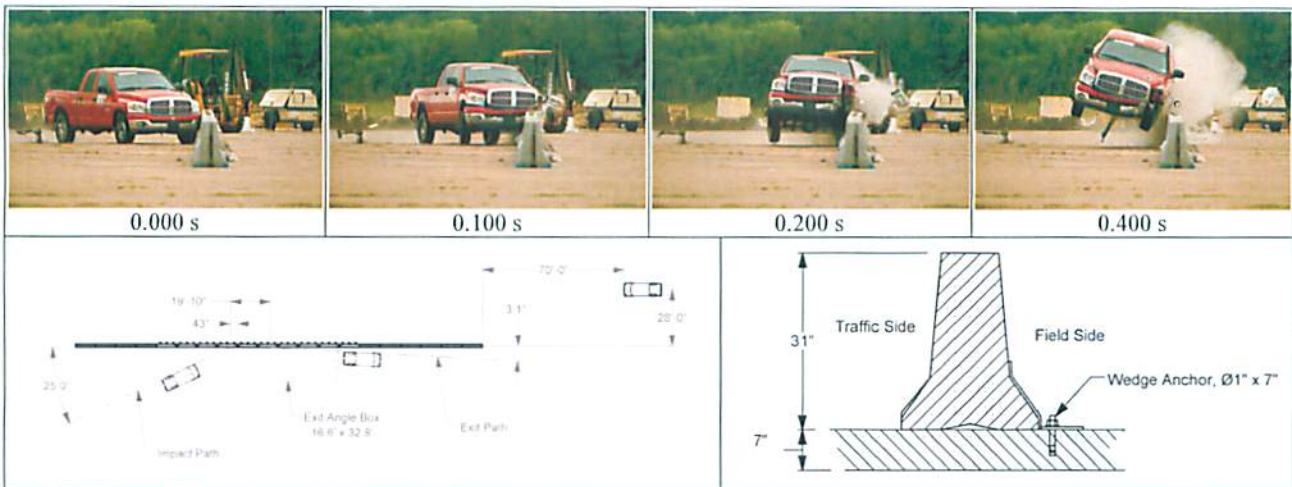 0.000 s
0.100 s
0.200 s
0.400 s
70'-0"
19'-10"
43"
3.1°
28'-0"
25.0°
Exit Angle Box
16.6' x 32.8'
Exit Path
Impact Path
Traffic Side
Field Side
31"
Wedge Anchor, Ø1" x 7"
7"